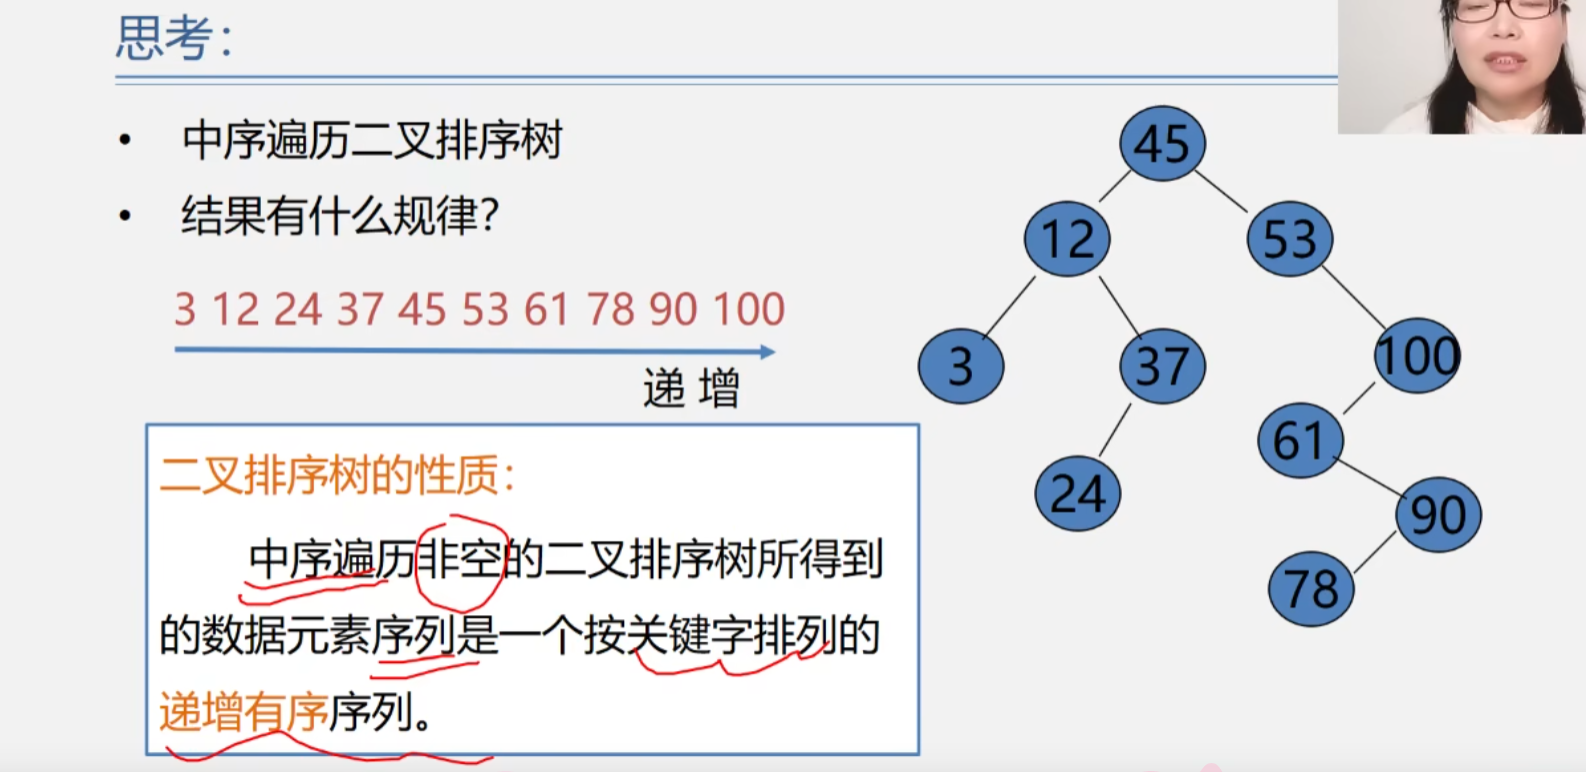 思考：
• 中序遍历二叉排序树
• 结果有什么规律？
3 12 24 37 45 53 61 78 90 100
递 增
二叉排序树的性质：
中序遍历非空的二叉排序树所得到
的数据元素序列是一个按关键字排列的
递增有序序列。
45
12
53
3
37
100
61
24
90
78